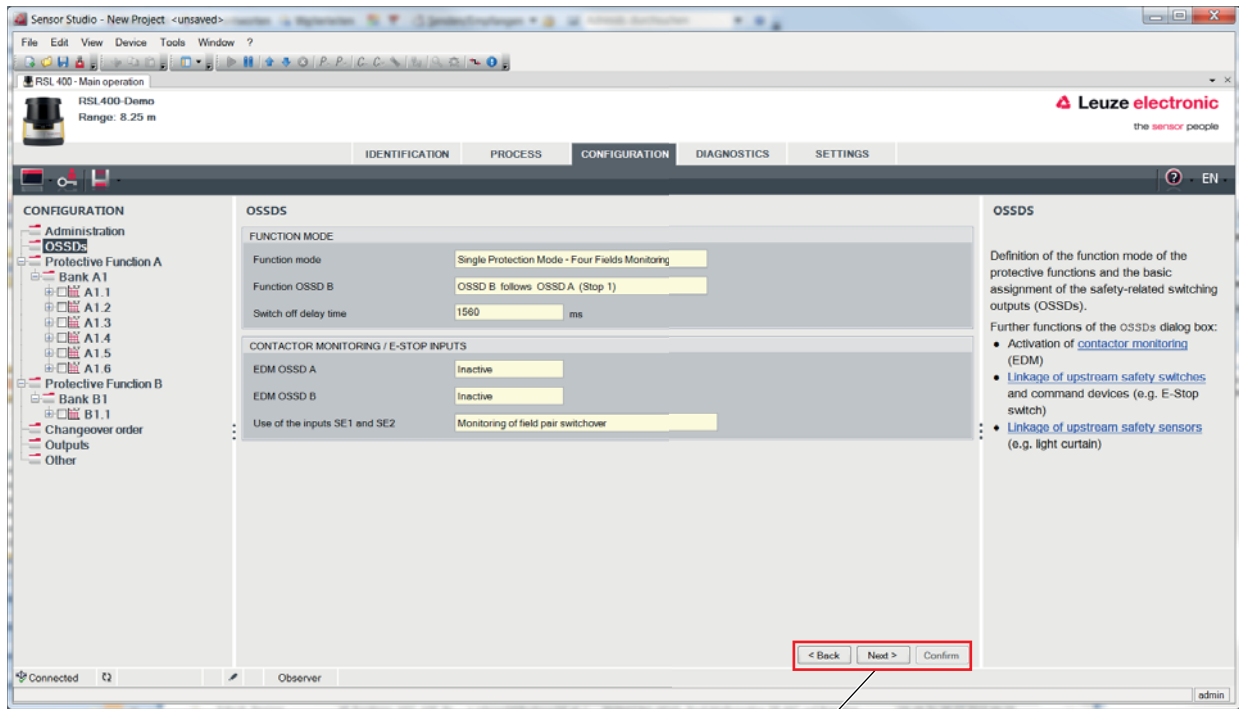 Sensor Studio - New Project <unsaved>
File Edit View Device Tools Window ?
RSL 400 - Main operation
RSL400-Demo
Range: 8.25 m
Leuze electronic
the sensor people
IDENTIFICATION PROCESS CONFIGURATION DIAGNOSTICS SETTINGS
EN
CONFIGURATION
Administration
OSSDs
Protective Function A
Bank A1
A1.1
A1.2
A1.3
A1.4
A1.5
A1.6
Protective Function B
Bank B1
B1.1
Changeover order
Outputs
Other
OSSDS
FUNCTION MODE
Function mode Single Protection Mode - Four Fields Monitoring
Function OSSD B OSSD B follows OSSD A (Stop 1)
Switch off delay time 1560 ms
CONTACTOR MONITORING / E-STOP INPUTS
EDM OSSD A Inactive
EDM OSSD B Inactive
Use of the inputs SE1 and SE2 Monitoring of field pair switchover
< Back Next > Confirm
OSSDS
Definition of the function mode of the
protective functions and the basic
assignment of the safety-related switching
outputs (OSSDs).
Further functions of the OSSDs dialog box:
• Activation of contactor monitoring
(EDM)
• Linkage of upstream safety switches
and command devices (e.g. E-Stop
switch)
• Linkage of upstream safety sensors
(e.g. light curtain)
Connected Observer
admin